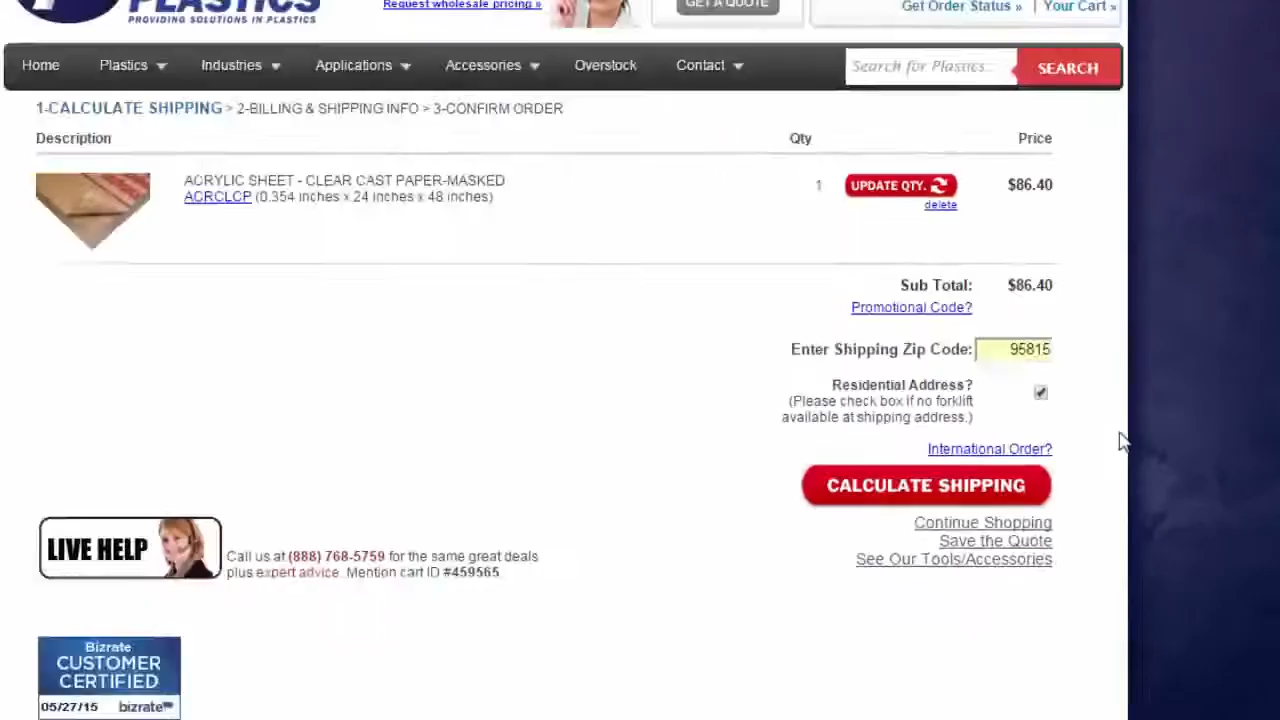 PLASTICS
PROVIDING SOLUTIONS IN PLASTICS
Request wholesale pricing »
GET A QUOTE
Get Order Status » | Your Cart »
Home Plastics Industries Applications Accessories Overstock Contact Search for Plastics... SEARCH
1-CALCULATE SHIPPING > 2-BILLING & SHIPPING INFO > 3-CONFIRM ORDER
Description Qty Price
ACRYLIC SHEET - CLEAR CAST PAPER-MASKED
ACRCLCP (0.354 inches x 24 inches x 48 inches)
1 UPDATE QTY. $86.40
delete
Sub Total: $86.40
Promotional Code?
Enter Shipping Zip Code: 95815
Residential Address?
(Please check box if no forklift
available at shipping address.)
International Order?
CALCULATE SHIPPING
Continue Shopping
Save the Quote
See Our Tools/Accessories
LIVE HELP
Call us at (888) 768-5759 for the same great deals
plus expert advice. Mention cart ID #459565
Bizrate
CUSTOMER
CERTIFIED
05/27/15 bizrate